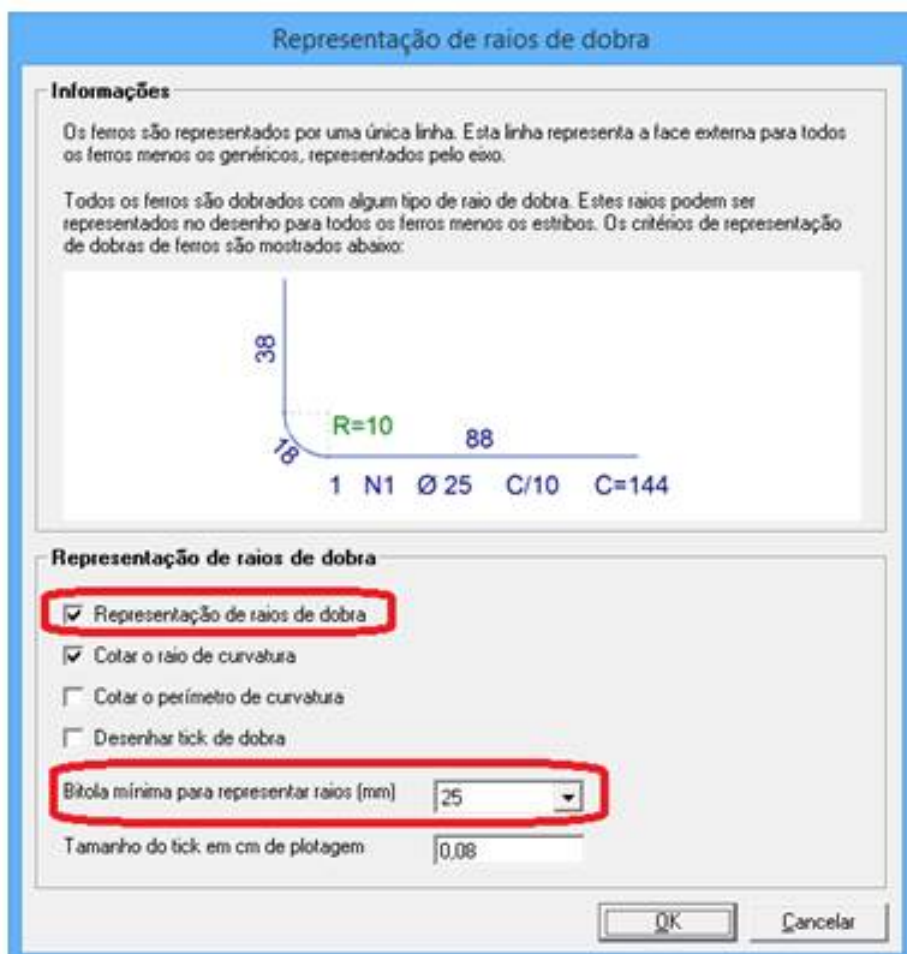 Representação de raios de dobra
Informações
Os ferros são representados por uma única linha. Esta linha representa a face externa para todos
os ferros menos os genéricos, representados pelo eixo.
Todos os ferros são dobrados com algum tipo de raio de dobra. Estes raios podem ser
representados no desenho para todos os ferros menos os estribos. Os critérios de representação
de dobras de ferros são mostrados abaixo:
38
R=10
88
18
1 N1 Ø 25 C/10 C=144
Representação de raios de dobra
Representação de raios de dobra
Cotar o raio de curvatura
Cotar o perímetro de curvatura
Desenhar tick de dobra
Bitola mínima para representar raios (mm) 25
Tamanho do tick em cm de plotagem 0,08
OK Cancelar